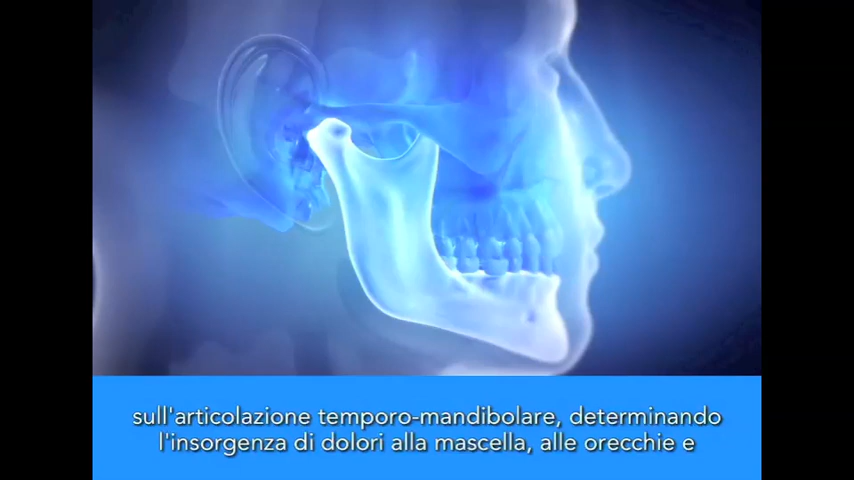 sull'articolazione temporo-mandibolare, determinando
l'insorgenza di dolori alla mascella, alle orecchie e